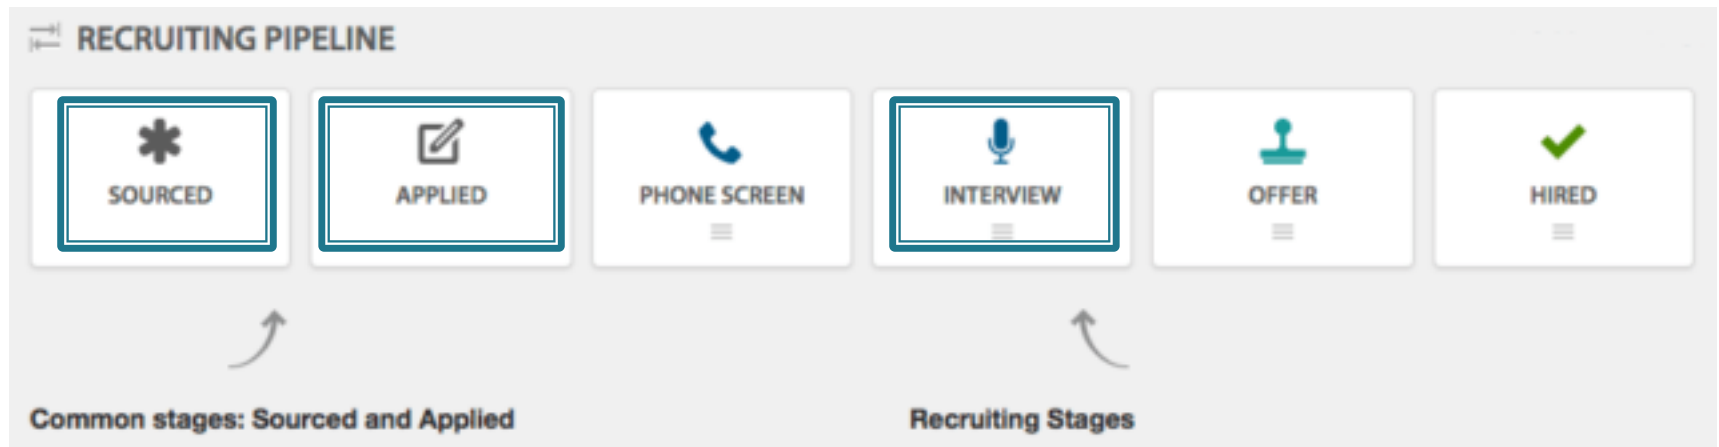 RECRUITING PIPELINE
SOURCED
APPLIED
PHONE SCREEN
INTERVIEW
OFFER
HIRED
Common stages: Sourced and Applied
Recruiting Stages